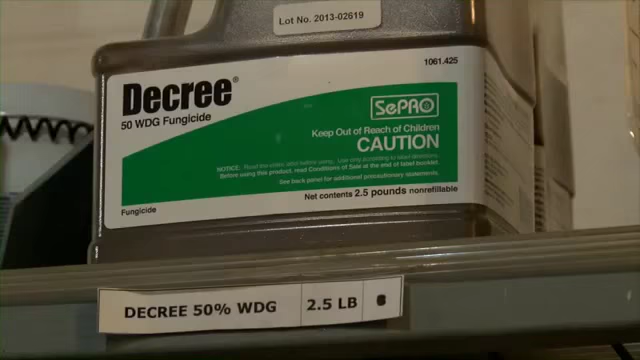 Lot No. 2013-02619
1061.425
Decree®
50 WDG Fungicide
SePRO
Keep Out of Reach of Children
CAUTION
NOTICE: Read the entire label before using. Use only according to label directions.
Before using this product, read Conditions of Sale at the end of label booklet.
See back panel for additional precautionary statements.
Fungicide
Net contents 2.5 pounds nonrefillable
DECREE 50% WDG 2.5 LB